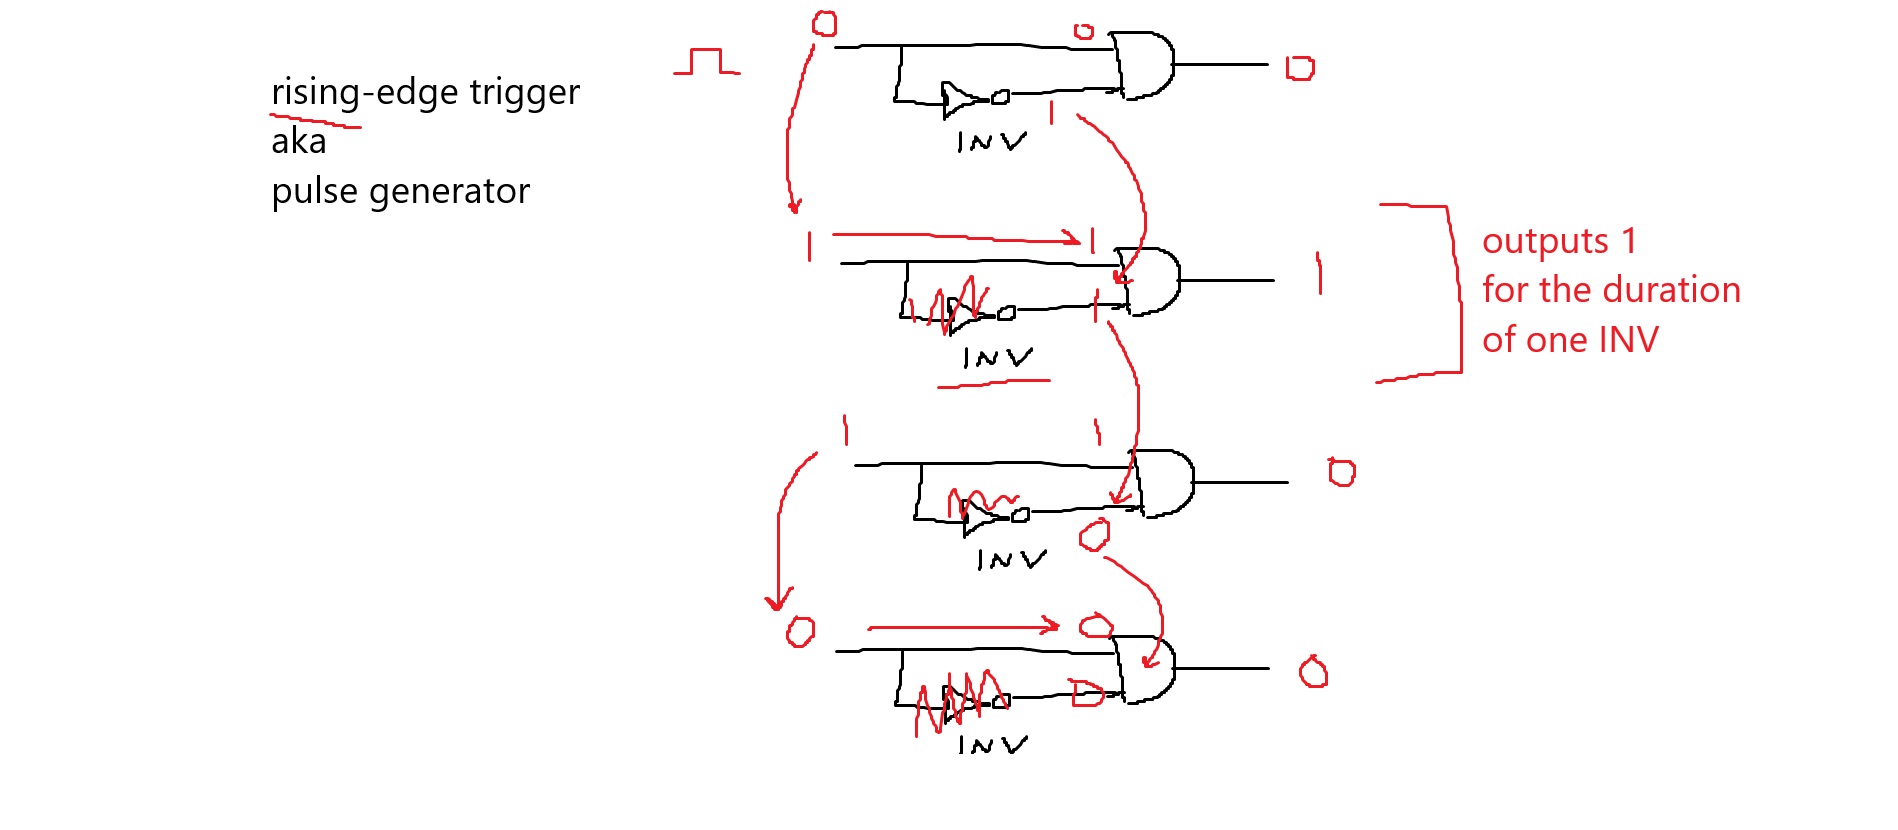 0
0
0
rising-edge trigger
1
INV
aka
pulse generator
1
1
1
outputs 1
for the duration
1
of one INV
INV
1
1
0
0
INV
0
0
0
0
INV